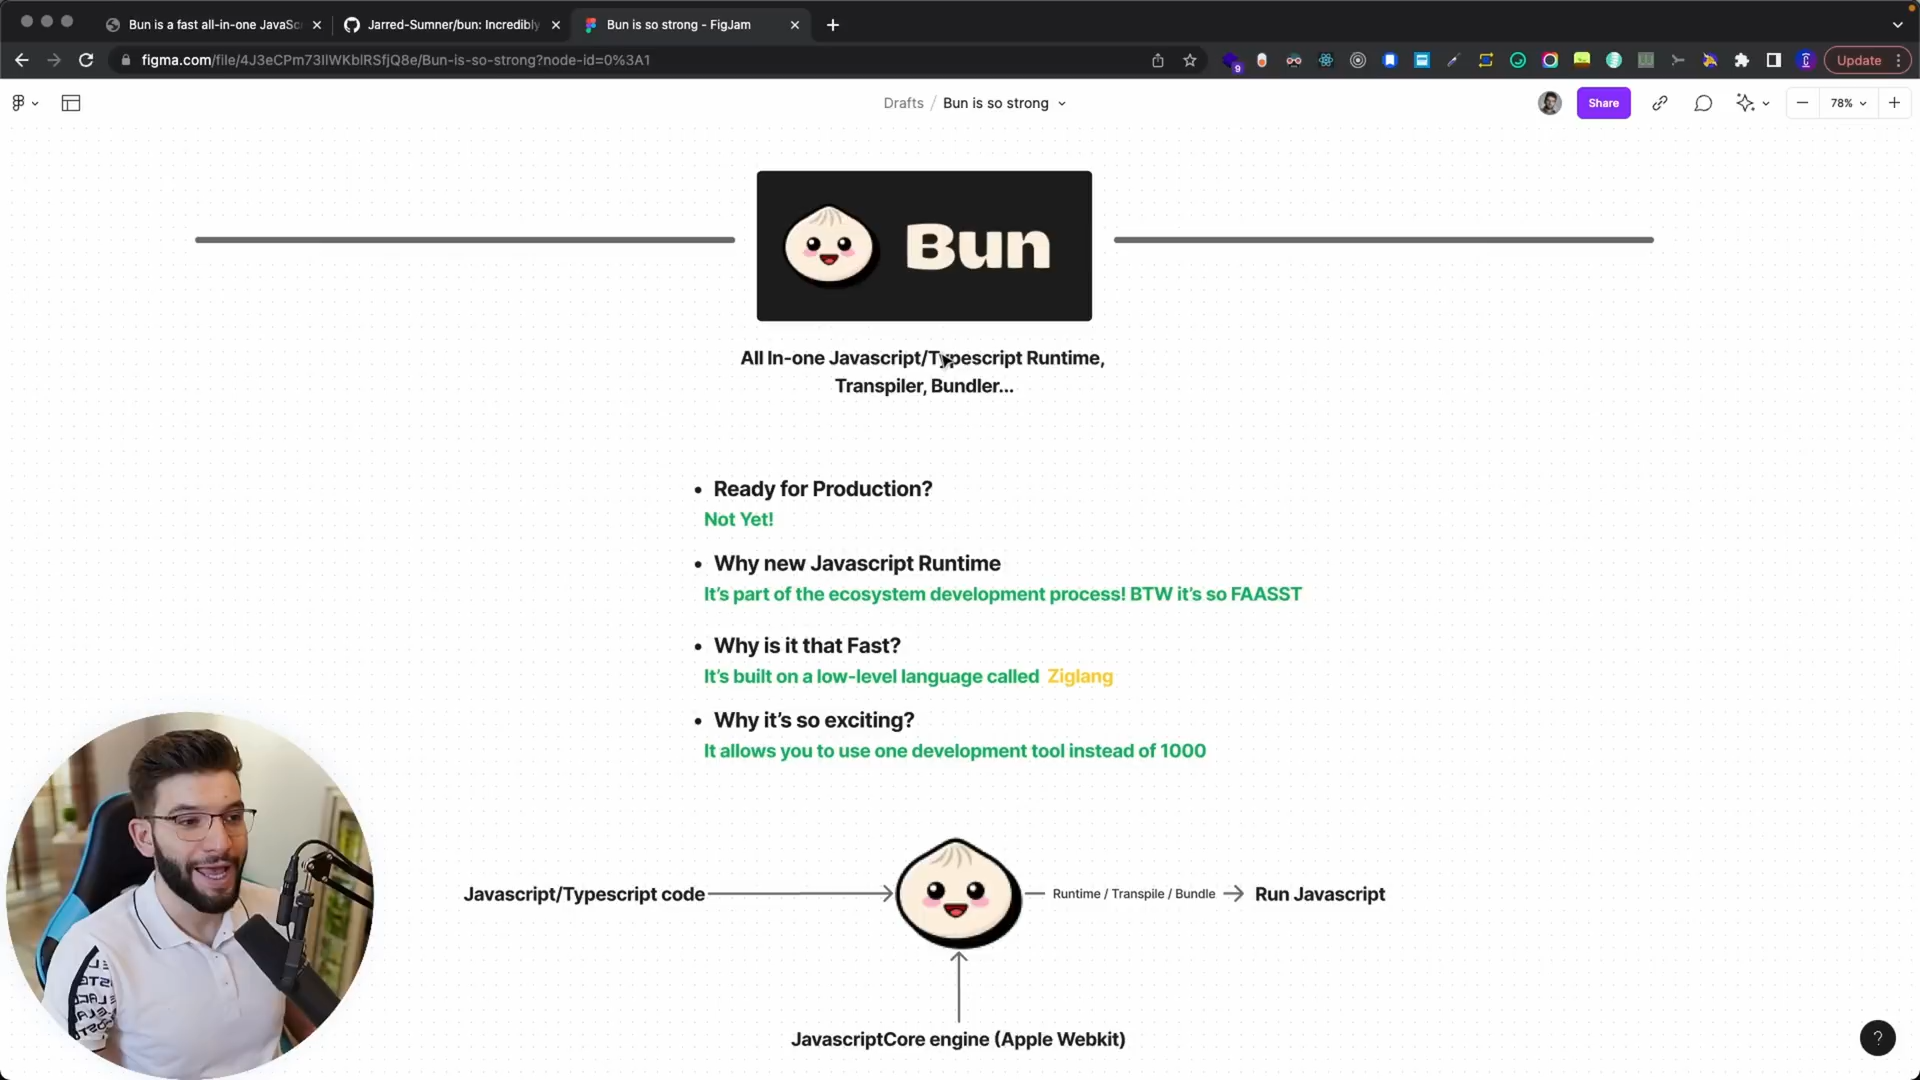 Bun is a fast all-in-one JavaSc
Jarred-Sumner/bun: Incredibly
Bun is so strong - FigJam
figma.com/file/4J3eCPm73IlWKblRSfjQ8e/Bun-is-so-strong?node-id=0%3A1
9
Update
Drafts / Bun is so strong
Share
78%
Bun
All In-one Javascript/Typescript Runtime,
Transpiler, Bundler...
• Ready for Production?
Not Yet!
• Why new Javascript Runtime
It's part of the ecosystem development process! BTW it's so FAASST
• Why is it that Fast?
It's built on a low-level language called Ziglang
• Why it's so exciting?
It allows you to use one development tool instead of 1000
Javascript/Typescript code
Runtime / Transpile / Bundle
Run Javascript
JavascriptCore engine (Apple Webkit)
?